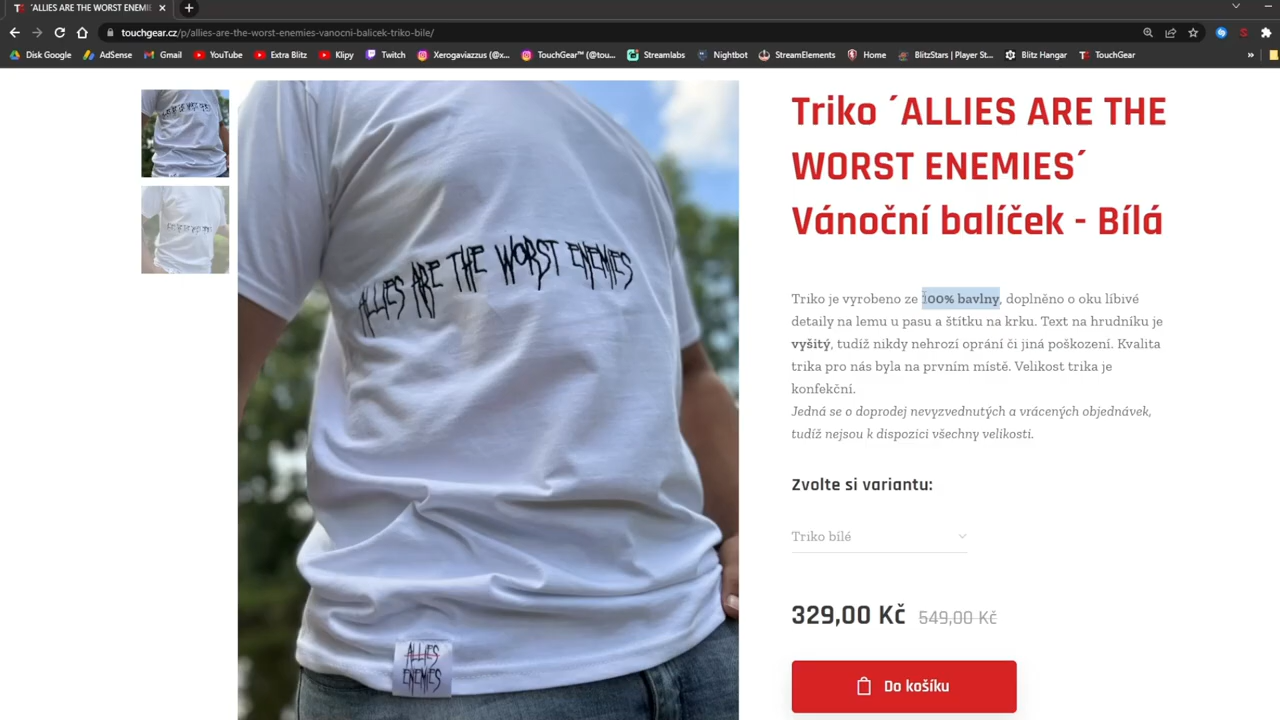 ´ALLIES ARE THE WORST ENEMIE
touchgear.cz/p/allies-are-the-worst-enemies-vanocni-balicek-triko-bile/
Disk Google AdSense Gmail YouTube Extra Blitz Klipy Twitch Xerogaviazzus (@x... TouchGear™ (@tou... Streamlabs Nightbot StreamElements Home BlitzStars | Player St... Blitz Hangar TouchGear
ALLIES ARE THE WORST ENEMIES
ALLIES
ENEMIES
Triko ´ALLIES ARE THE
WORST ENEMIES´
Vánoční balíček - Bílá
Triko je vyrobeno ze 100% bavlny, doplněno o oku líbivé
detaily na lemu u pasu a štítku na krku. Text na hrudníku je
vyšitý, tudíž nikdy nehrozí oprání či jiná poškození. Kvalita
trika pro nás byla na prvním místě. Velikost trika je
konfekční.
Jedná se o doprodej nevyzvednutých a vrácených objednávek,
tudíž nejsou k dispozici všechny velikosti.
Zvolte si variantu:
Triko bílé
329,00 Kč 549,00 Kč
Do košíku